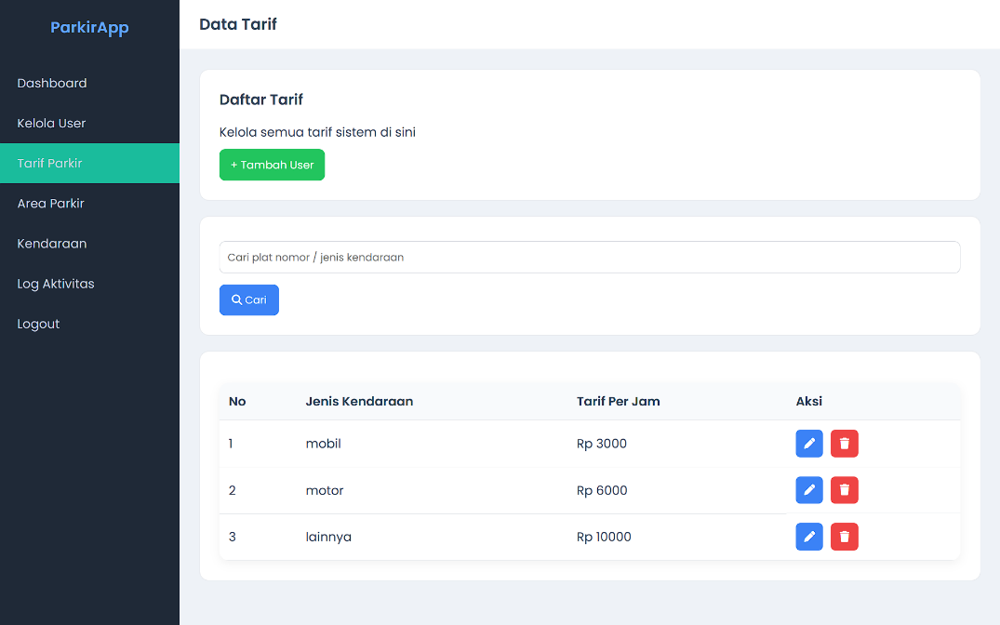 ParkirApp
Data Tarif
Dashboard
Kelola User
Tarif Parkir
Area Parkir
Kendaraan
Log Aktivitas
Logout
Daftar Tarif
Kelola semua tarif sistem di sini
+ Tambah User
Cari plat nomor / jenis kendaraan
Cari
No Jenis Kendaraan Tarif Per Jam Aksi
1 mobil Rp 3000
2 motor Rp 6000
3 lainnya Rp 10000